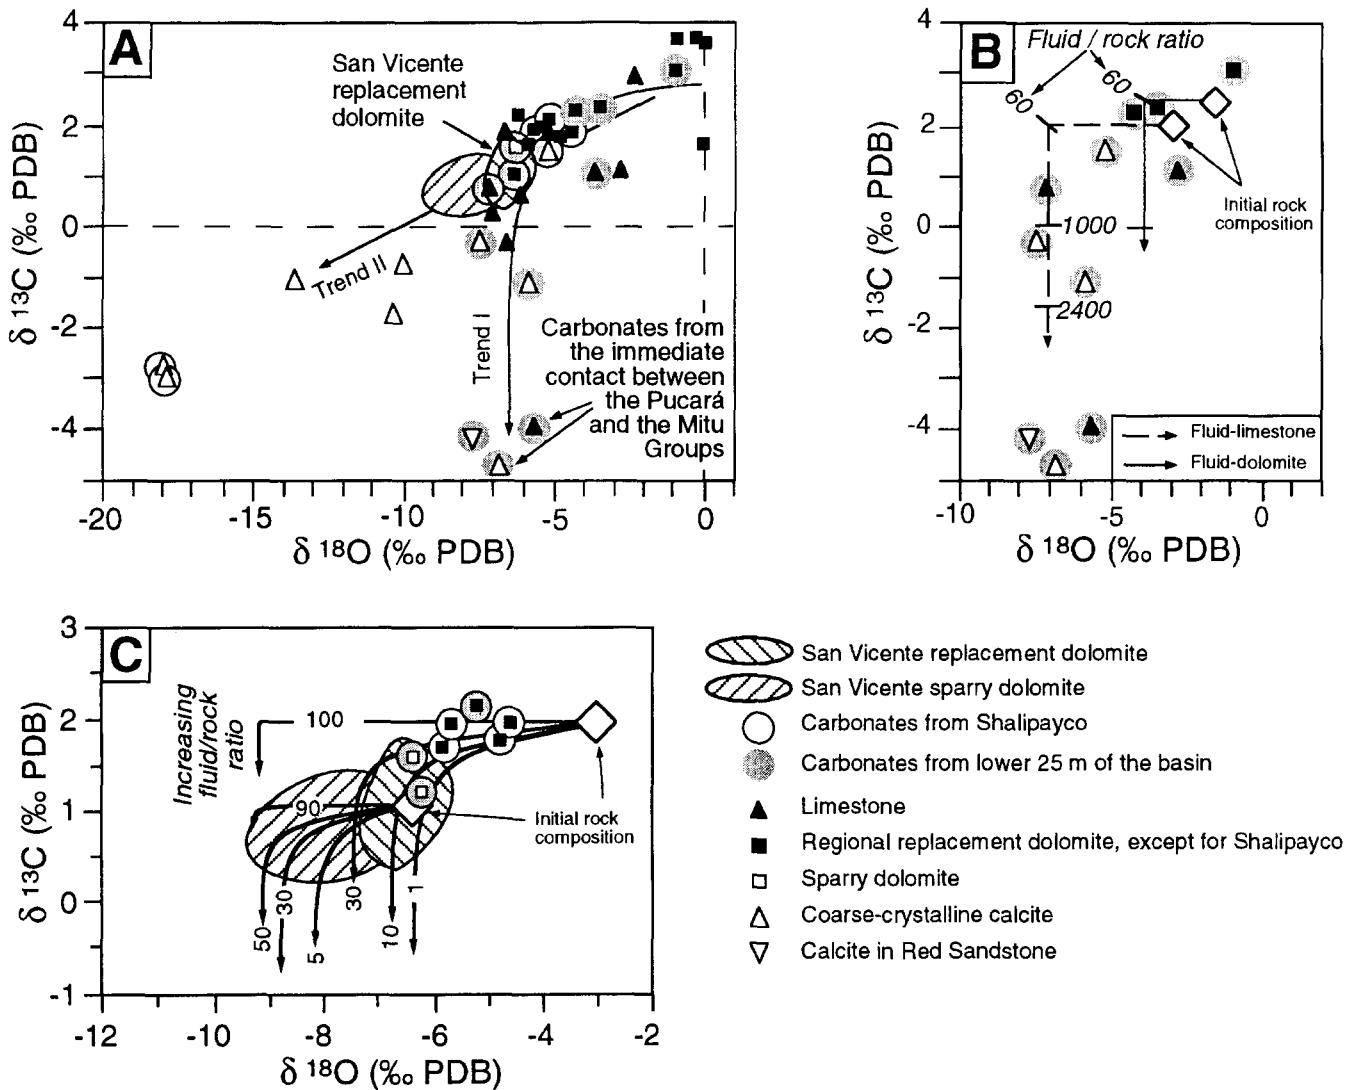 A
4
2
0
-2
-4
δ 13C (‰ PDB)
-20
-15
-10
-5
0
δ 18O (‰ PDB)
San Vicente
replacement
dolomite
Trend II
Trend I
Carbonates from
the immediate
contact between
the Pucará
and the Mitu
Groups
B
4
2
0
-2
-4
δ 13C (‰ PDB)
-10
-5
0
δ 18O (‰ PDB)
Fluid / rock ratio
60
60
1000
2400
Initial rock
composition
Fluid-limestone
Fluid-dolomite
C
3
2
1
0
-1
δ 13C (‰ PDB)
-12
-10
-8
-6
-4
-2
δ 18O (‰ PDB)
Increasing
fluid/rock
ratio
100
90
50
30
5
30
10
1
Initial rock
composition
San Vicente replacement dolomite
San Vicente sparry dolomite
Carbonates from Shalipayco
Carbonates from lower 25 m of the basin
Limestone
Regional replacement dolomite, except for Shalipayco
Sparry dolomite
Coarse-crystalline calcite
Calcite in Red Sandstone